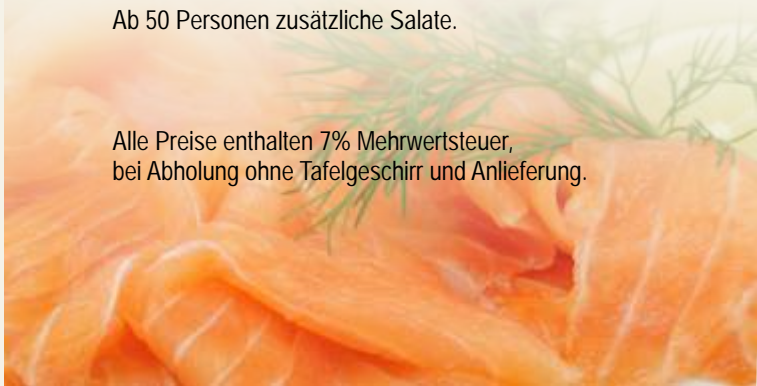 Ab 50 Personen zusätzliche Salate.
Alle Preise enthalten 7% Mehrwertsteuer,
bei Abholung ohne Tafelgeschirr und Anlieferung.